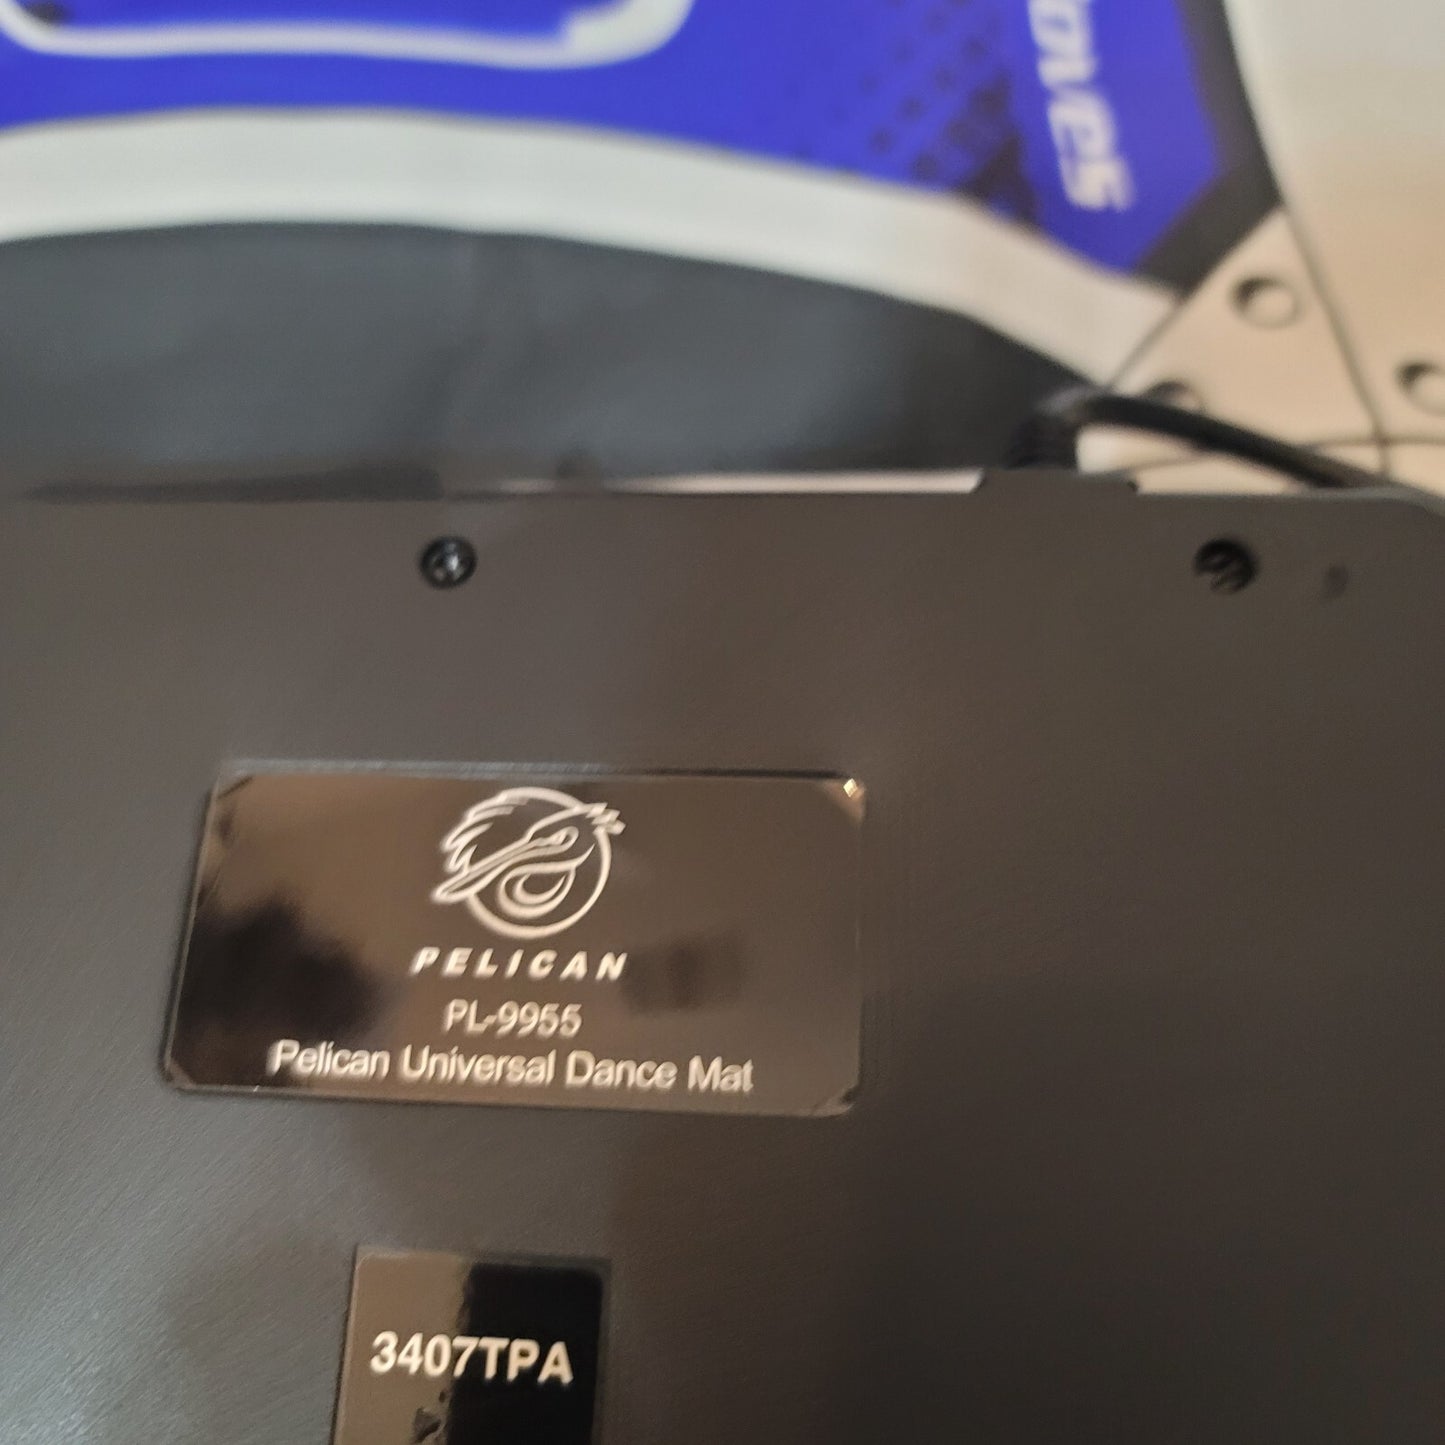 PELICAN
PL-9955
Pelican Universal Dance Mat
3407TPA